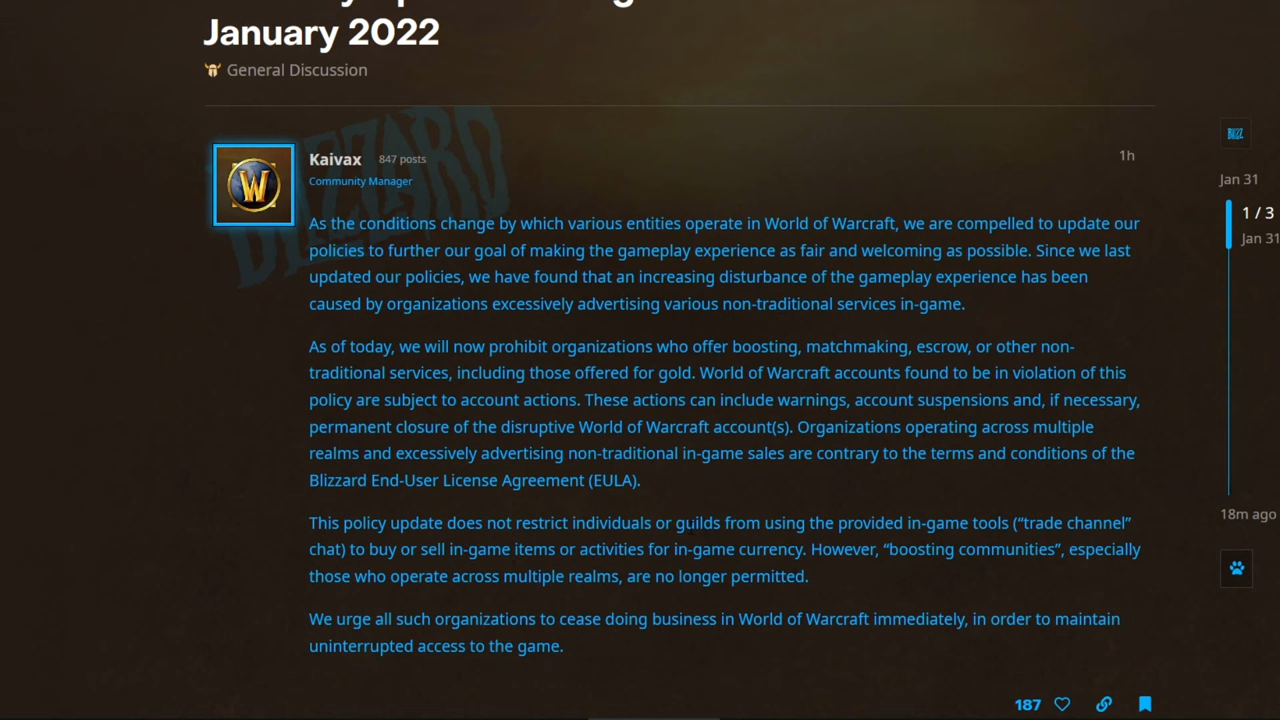 January 2022
General Discussion
BLIZZARD
Kaivax 847 posts
1h
Community Manager
As the conditions change by which various entities operate in World of Warcraft, we are compelled to update our
policies to further our goal of making the gameplay experience as fair and welcoming as possible. Since we last
updated our policies, we have found that an increasing disturbance of the gameplay experience has been
caused by organizations excessively advertising various non-traditional services in-game.
As of today, we will now prohibit organizations who offer boosting, matchmaking, escrow, or other non-
traditional services, including those offered for gold. World of Warcraft accounts found to be in violation of this
policy are subject to account actions. These actions can include warnings, account suspensions and, if necessary,
permanent closure of the disruptive World of Warcraft account(s). Organizations operating across multiple
realms and excessively advertising non-traditional in-game sales are contrary to the terms and conditions of the
Blizzard End-User License Agreement (EULA).
This policy update does not restrict individuals or guilds from using the provided in-game tools (“trade channel”
chat) to buy or sell in-game items or activities for in-game currency. However, “boosting communities”, especially
those who operate across multiple realms, are no longer permitted.
We urge all such organizations to cease doing business in World of Warcraft immediately, in order to maintain
uninterrupted access to the game.
187
BLIZZ
Jan 31
1 / 3
Jan 31
18m ago